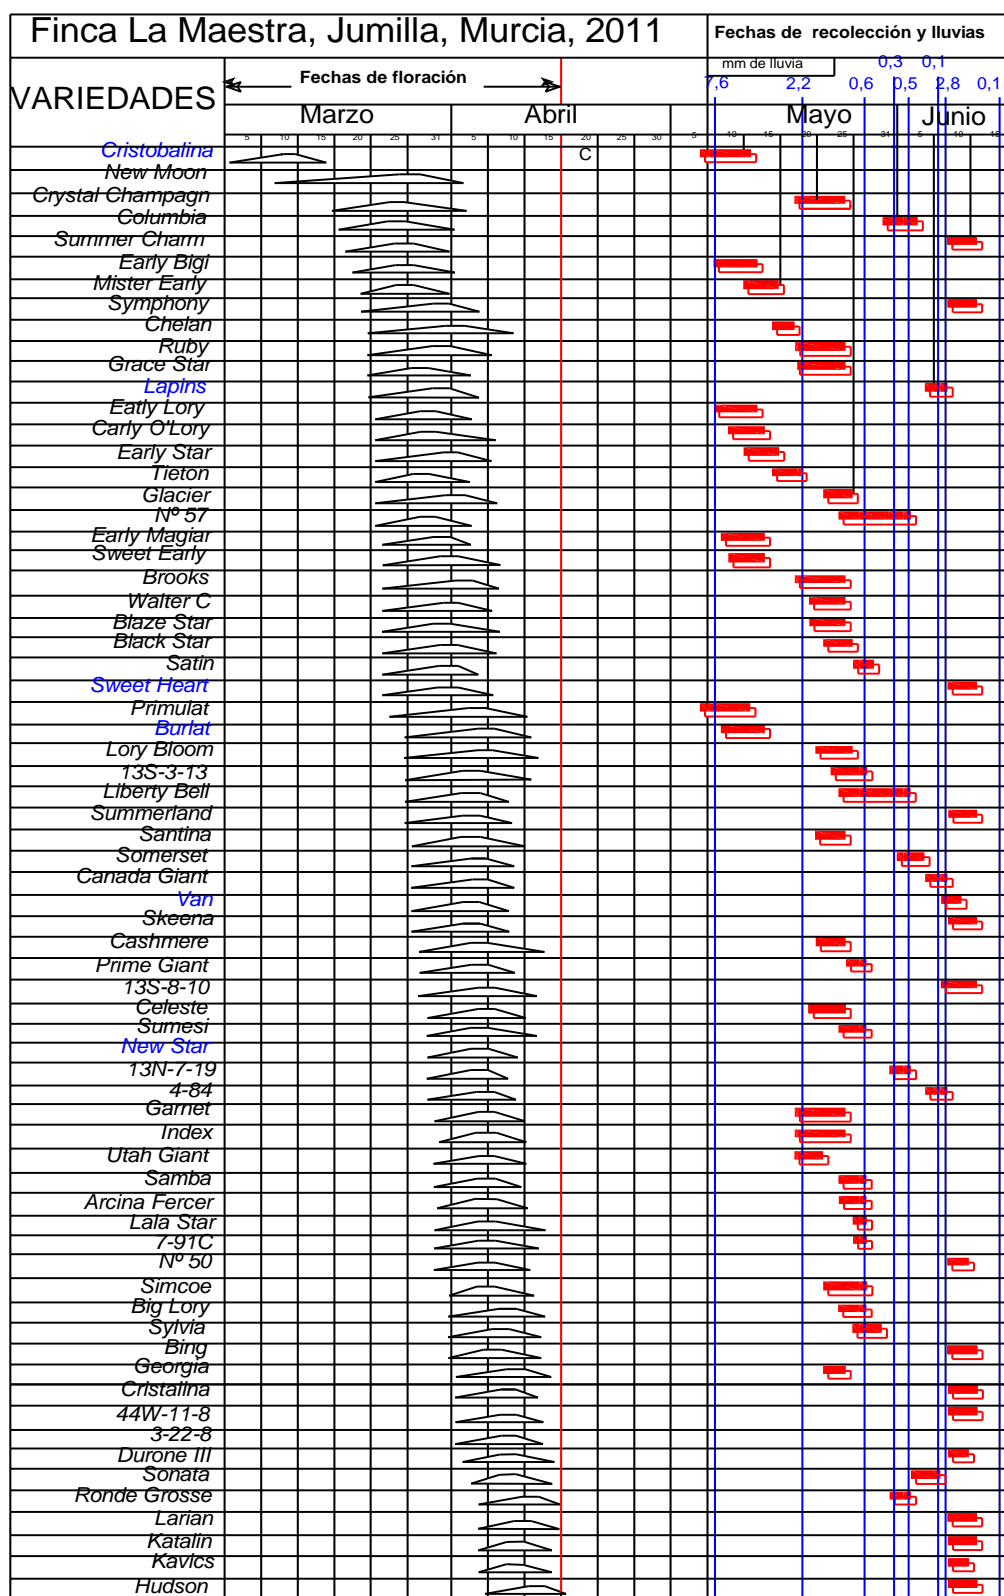 Finca La Maestra, Jumilla, Murcia, 2011
Fechas de recolección y lluvias
mm de lluvia
0,3 0,1
Fechas de floración
7,6 2,2 0,6 0,5 2,8 0,1
VARIEDADES
Marzo Abril Mayo Junio
5 10 15 20 25 31 5 10 15 20 25 30 5 10 15 20 25 31 5 10 15
Cristobalina C
New Moon
Crystal Champagn
Columbia
Summer Charm
Early Bigi
Mister Early
Symphony
Chelan
Ruby
Grace Star
Lapins
Eatly Lory
Carly O'Lory
Early Star
Tieton
Glacier
Nº 57
Early Magiar
Sweet Early
Brooks
Walter C
Blaze Star
Black Star
Satin
Sweet Heart
Primulat
Burlat
Lory Bloom
13S-3-13
Liberty Bell
Summerland
Santina
Somerset
Canada Giant
Van
Skeena
Cashmere
Prime Giant
13S-8-10
Celeste
Sumesi
New Star
13N-7-19
4-84
Garnet
Index
Utah Giant
Samba
Arcina Fercer
Lala Star
7-91C
Nº 50
Simcoe
Big Lory
Sylvia
Bing
Georgia
Cristalina
44W-11-8
3-22-8
Durone III
Sonata
Ronde Grosse
Larian
Katalin
Kavics
Hudson